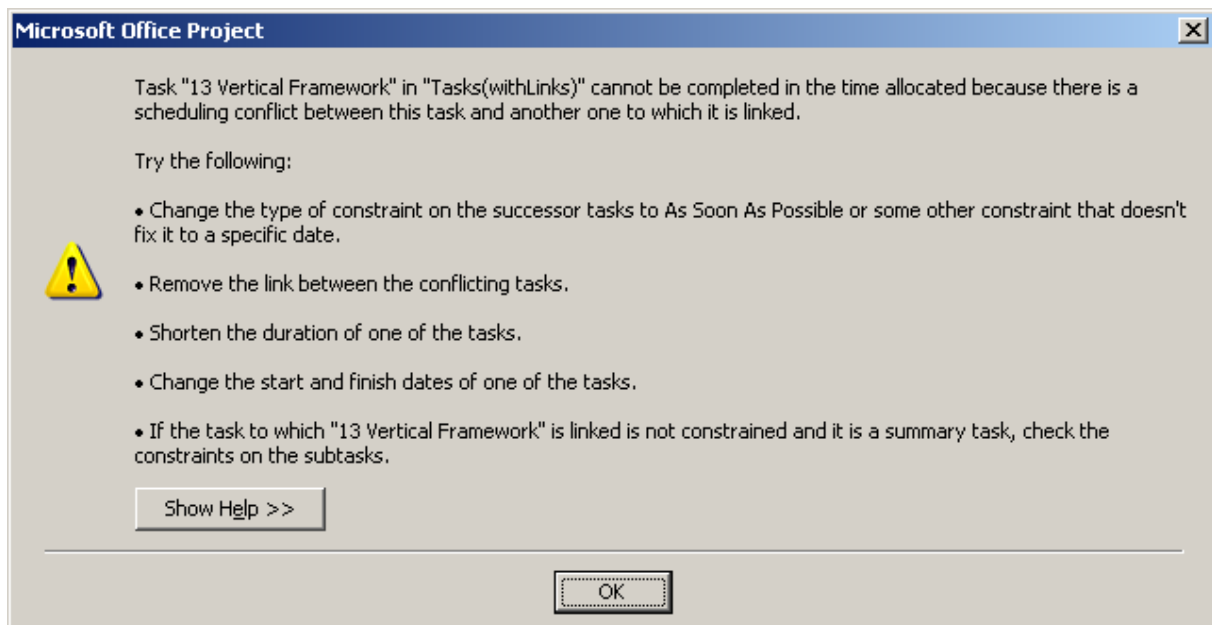 Microsoft Office Project
Task "13 Vertical Framework" in "Tasks(withLinks)" cannot be completed in the time allocated because there is a
scheduling conflict between this task and another one to which it is linked.
Try the following:
• Change the type of constraint on the successor tasks to As Soon As Possible or some other constraint that doesn't
fix it to a specific date.
• Remove the link between the conflicting tasks.
• Shorten the duration of one of the tasks.
• Change the start and finish dates of one of the tasks.
• If the task to which "13 Vertical Framework" is linked is not constrained and it is a summary task, check the
constraints on the subtasks.
Show Help >>
OK